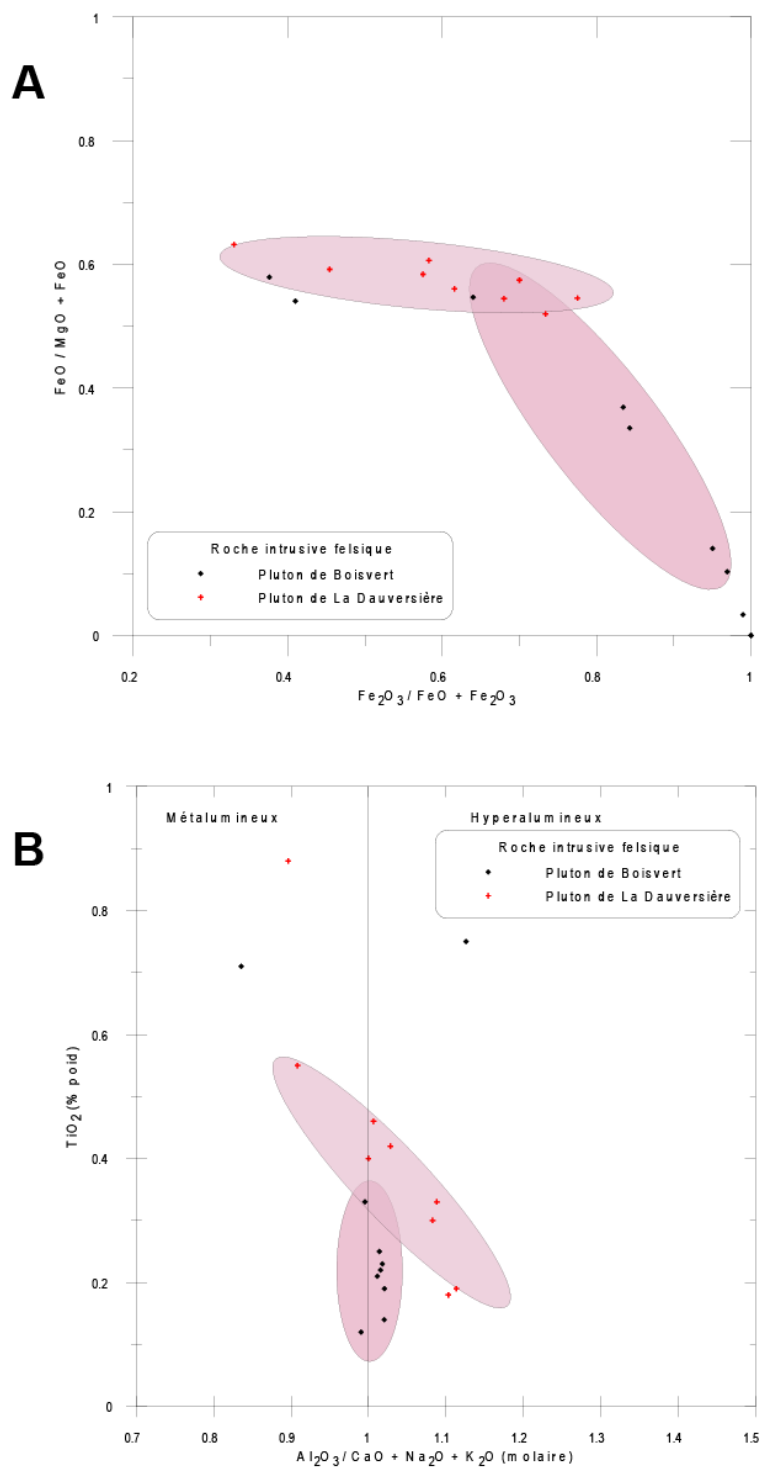 A
1
0.8
0.6
0.4
0.2
0
FeO / MgO + FeO
Roche intrusive felsique
Pluton de Boisvert
Pluton de La Dauversière
0.2
0.4
0.6
0.8
1
Fe₂O₃ / FeO + Fe₂O₃
B
1
0.8
0.6
0.4
0.2
0
TiO₂ (% poid)
Métalumineux
Hyperalumineux
Roche intrusive felsique
Pluton de Boisvert
Pluton de La Dauversière
0.7
0.8
0.9
1
1.1
1.2
1.3
1.4
1.5
Al₂O₃ / CaO + Na₂O + K₂O (molaire)